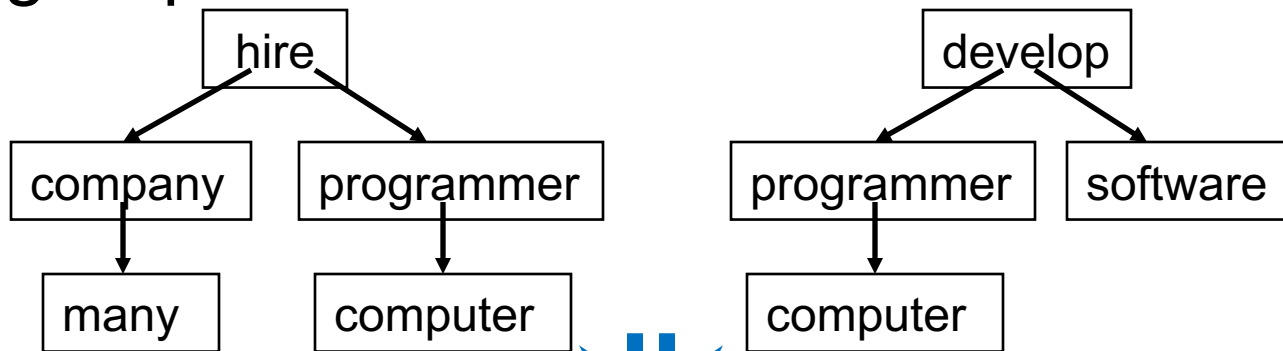 hire develop
company programmer programmer software
many computer computer